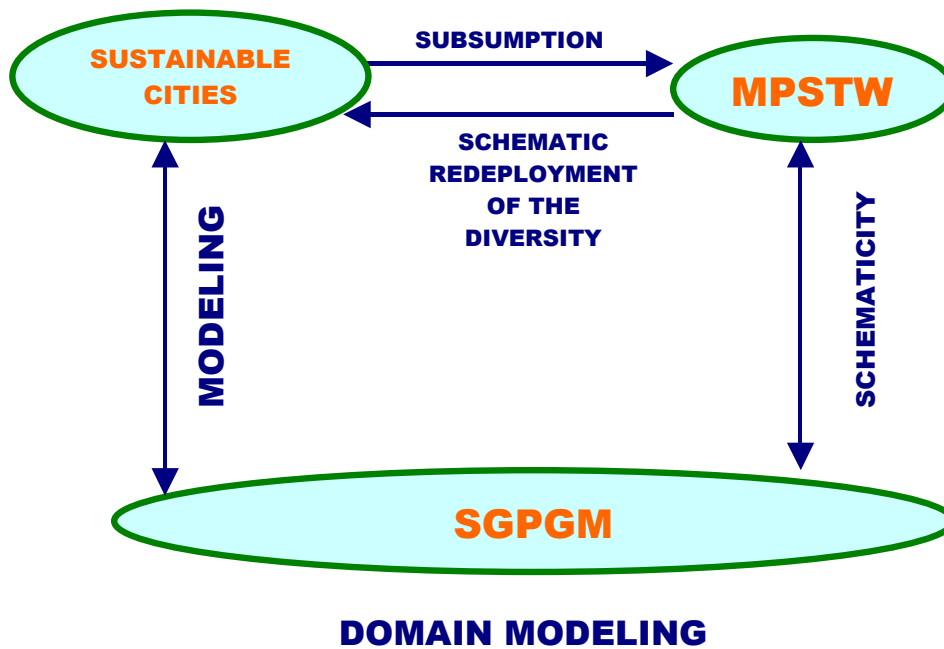 SUSTAINABLE
CITIES
SUBSUMPTION
MPSTW
SCHEMATIC
REDEPLOYMENT
OF THE
DIVERSITY
MODELING
SCHEMATICITY
SGPGM
DOMAIN MODELING